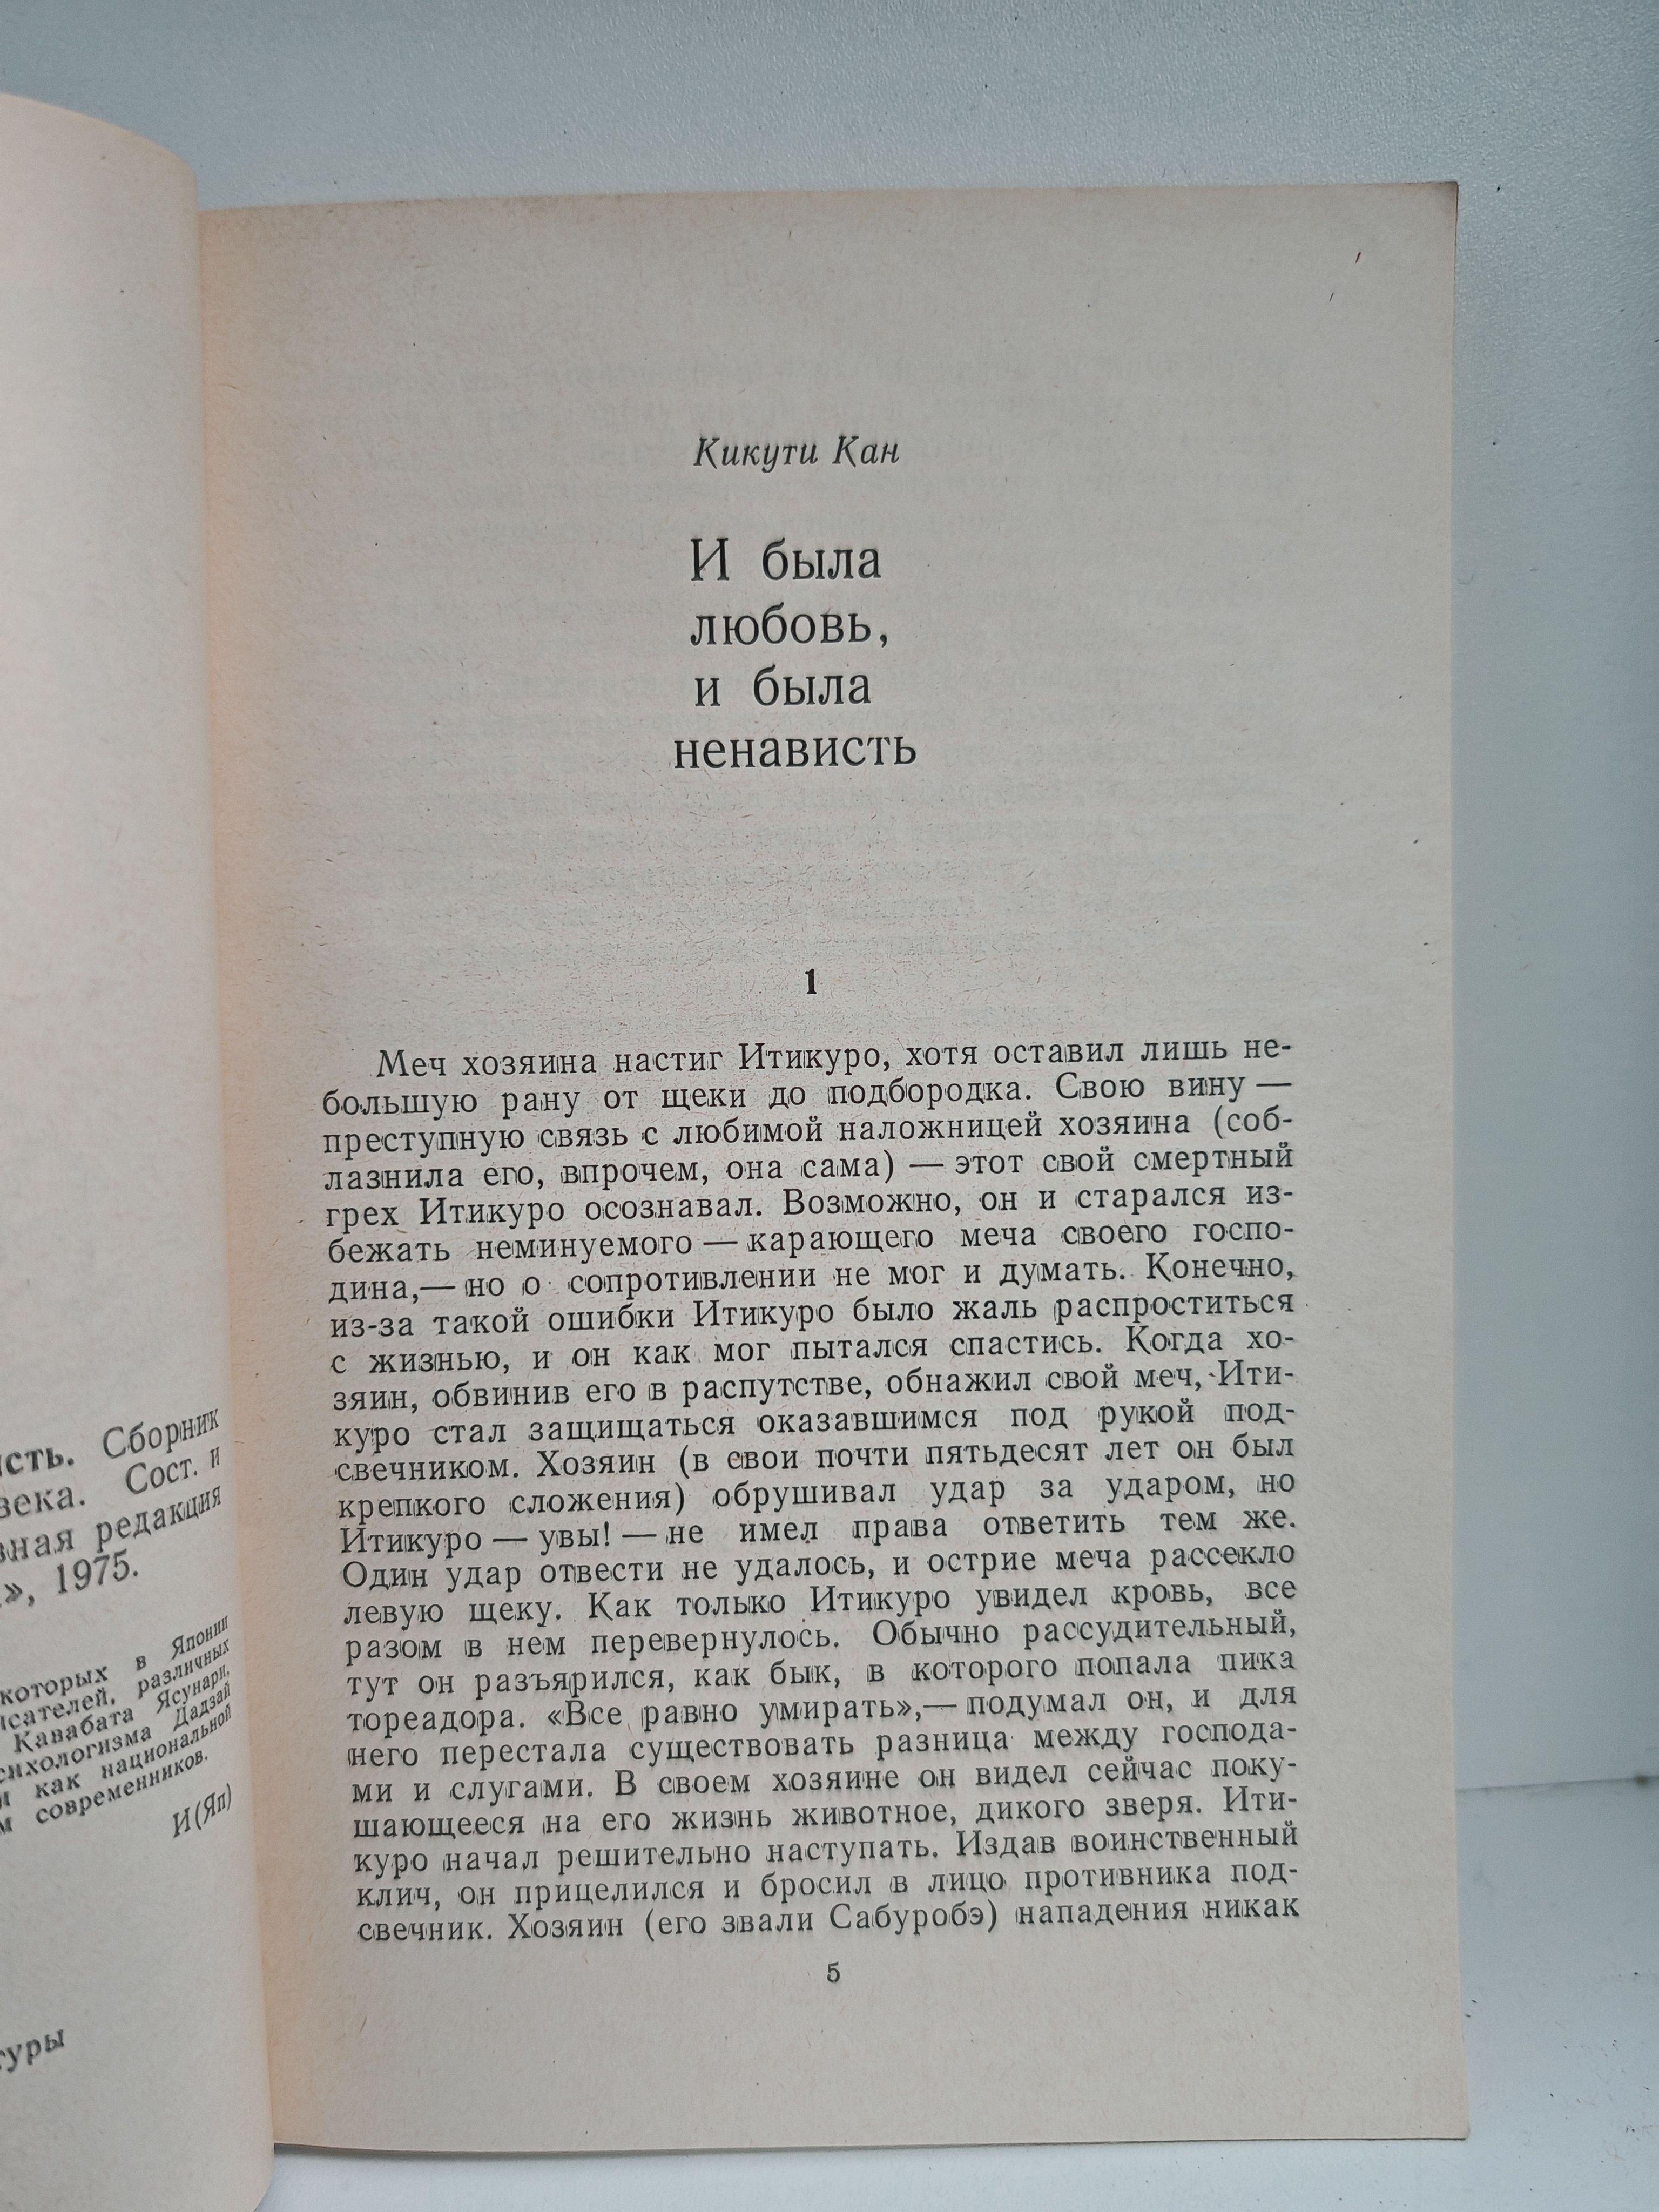 сть. Сборник
века. Сост. и
вная редакция
», 1975.
которых в Японии
исателей, различных
Кавабата Ясунари,
сихологизма Дадзай
и как национальной
м современников.
И(Яп)
туры
Кикути Кан
И была
любовь,
и была
ненависть
1
Меч хозяина настиг Итикуро, хотя оставил лишь не-
большую рану от щеки до подбородка. Свою вину —
преступную связь с любимой наложницей хозяина (соб-
лазнила его, впрочем, она сама) — этот свой смертный
грех Итикуро осознавал. Возможно, он и старался из-
бежать неминуемого — карающего меча своего госпо-
дина,— но о сопротивлении не мог и думать. Конечно,
из-за такой ошибки Итикуро было жаль распроститься
с жизнью, и он как мог пытался спастись. Когда хо-
зяин, обвинив его в распутстве, обнажил свой меч, Ити-
куро стал защищаться оказавшимся под рукой под-
свечником. Хозяин (в свои почти пятьдесят лет он был
крепкого сложения) обрушивал удар за ударом, но
Итикуро — увы! — не имел права ответить тем же.
Один удар отвести не удалось, и острие меча рассекло
левую щеку. Как только Итикуро увидел кровь, все
разом в нем перевернулось. Обычно рассудительный,
тут он разъярился, как бык, в которого попала пика
тореадора. «Все равно умирать»,— подумал он, и для
него перестала существовать разница между господа-
ми и слугами. В своем хозяине он видел сейчас поку-
шающееся на его жизнь животное, дикого зверя. Ити-
куро начал решительно наступать. Издав воинственный
клич, он прицелился и бросил в лицо противника под-
свечник. Хозяин (его звали Сабуробэ) нападения никак
5